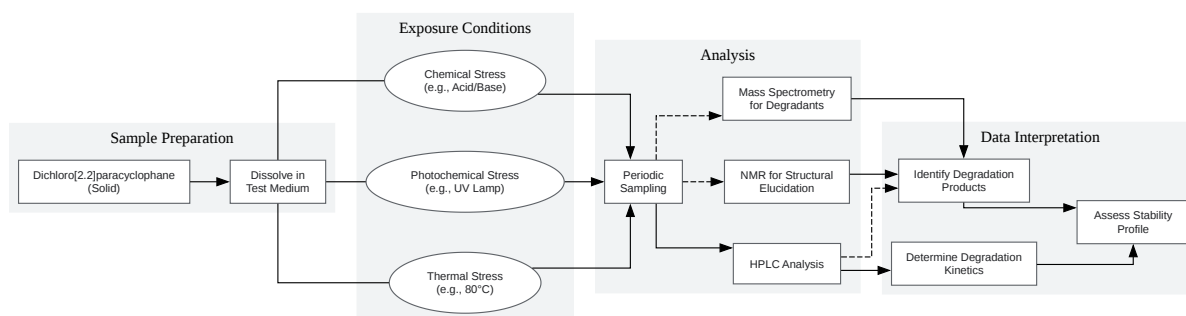 Sample Preparation
Dichloro[2.2]paracyclophane
(Solid)
Dissolve in
Test Medium
Exposure Conditions
Chemical Stress
(e.g., Acid/Base)
Photochemical Stress
(e.g., UV Lamp)
Thermal Stress
(e.g., 80°C)
Analysis
Periodic
Sampling
Mass Spectrometry
for Degradants
NMR for Structural
Elucidation
HPLC Analysis
Data Interpretation
Identify Degradation
Products
Determine Degradation
Kinetics
Assess Stability
Profile